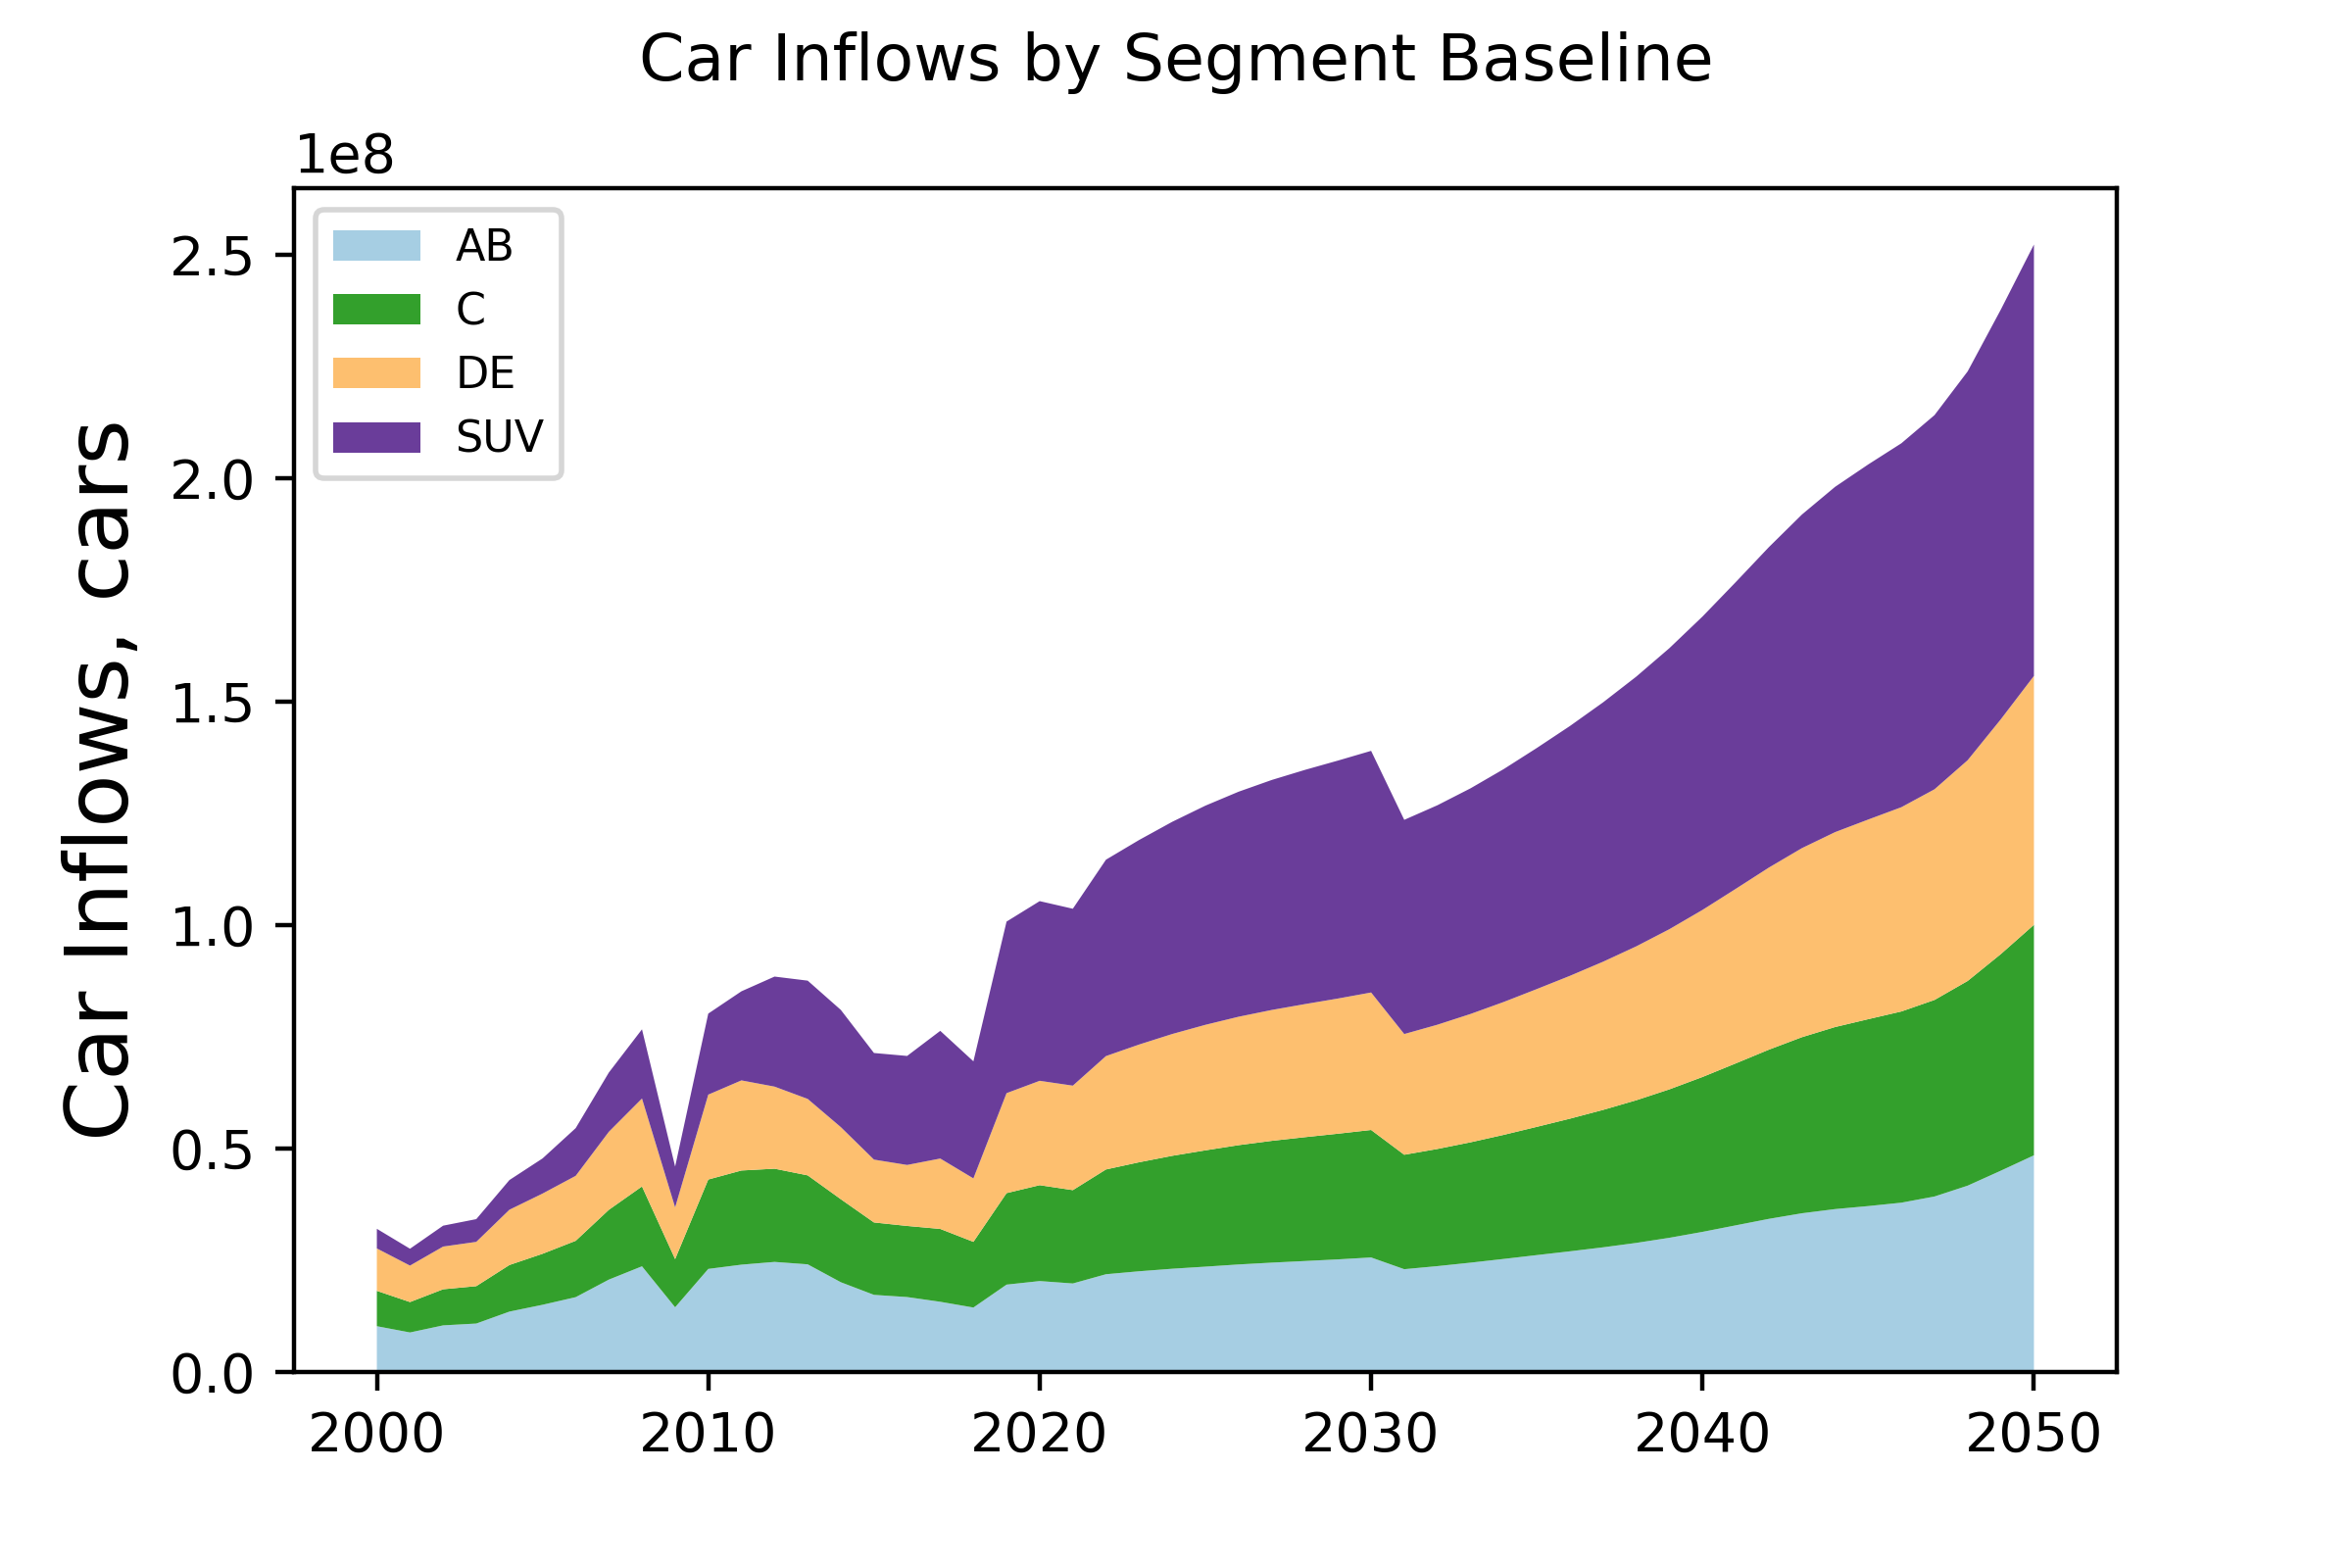 Car Inflows by Segment Baseline
1e8
AB
C
DE
SUV
2.5
2.0
1.5
1.0
0.5
0.0
Car Inflows, cars
2000 2010 2020 2030 2040 2050